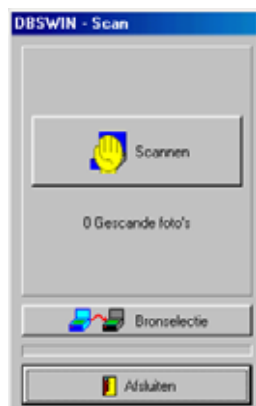 DBSWIN - Scan
Scannen
0 Gescande foto's
Bronselectie
Afsluiten